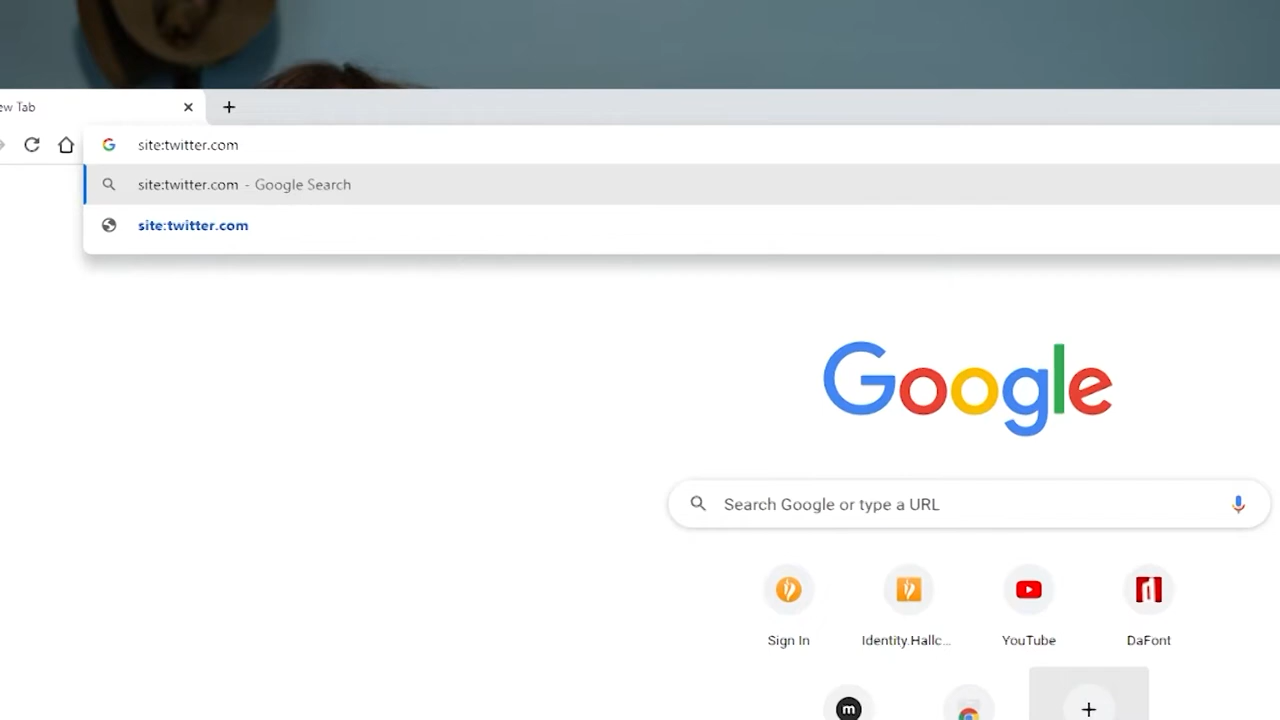 ew Tab
site:twitter.com
site:twitter.com - Google Search
site:twitter.com
Google
Search Google or type a URL
Sign In
Identity.Hallc...
YouTube
DaFont
m